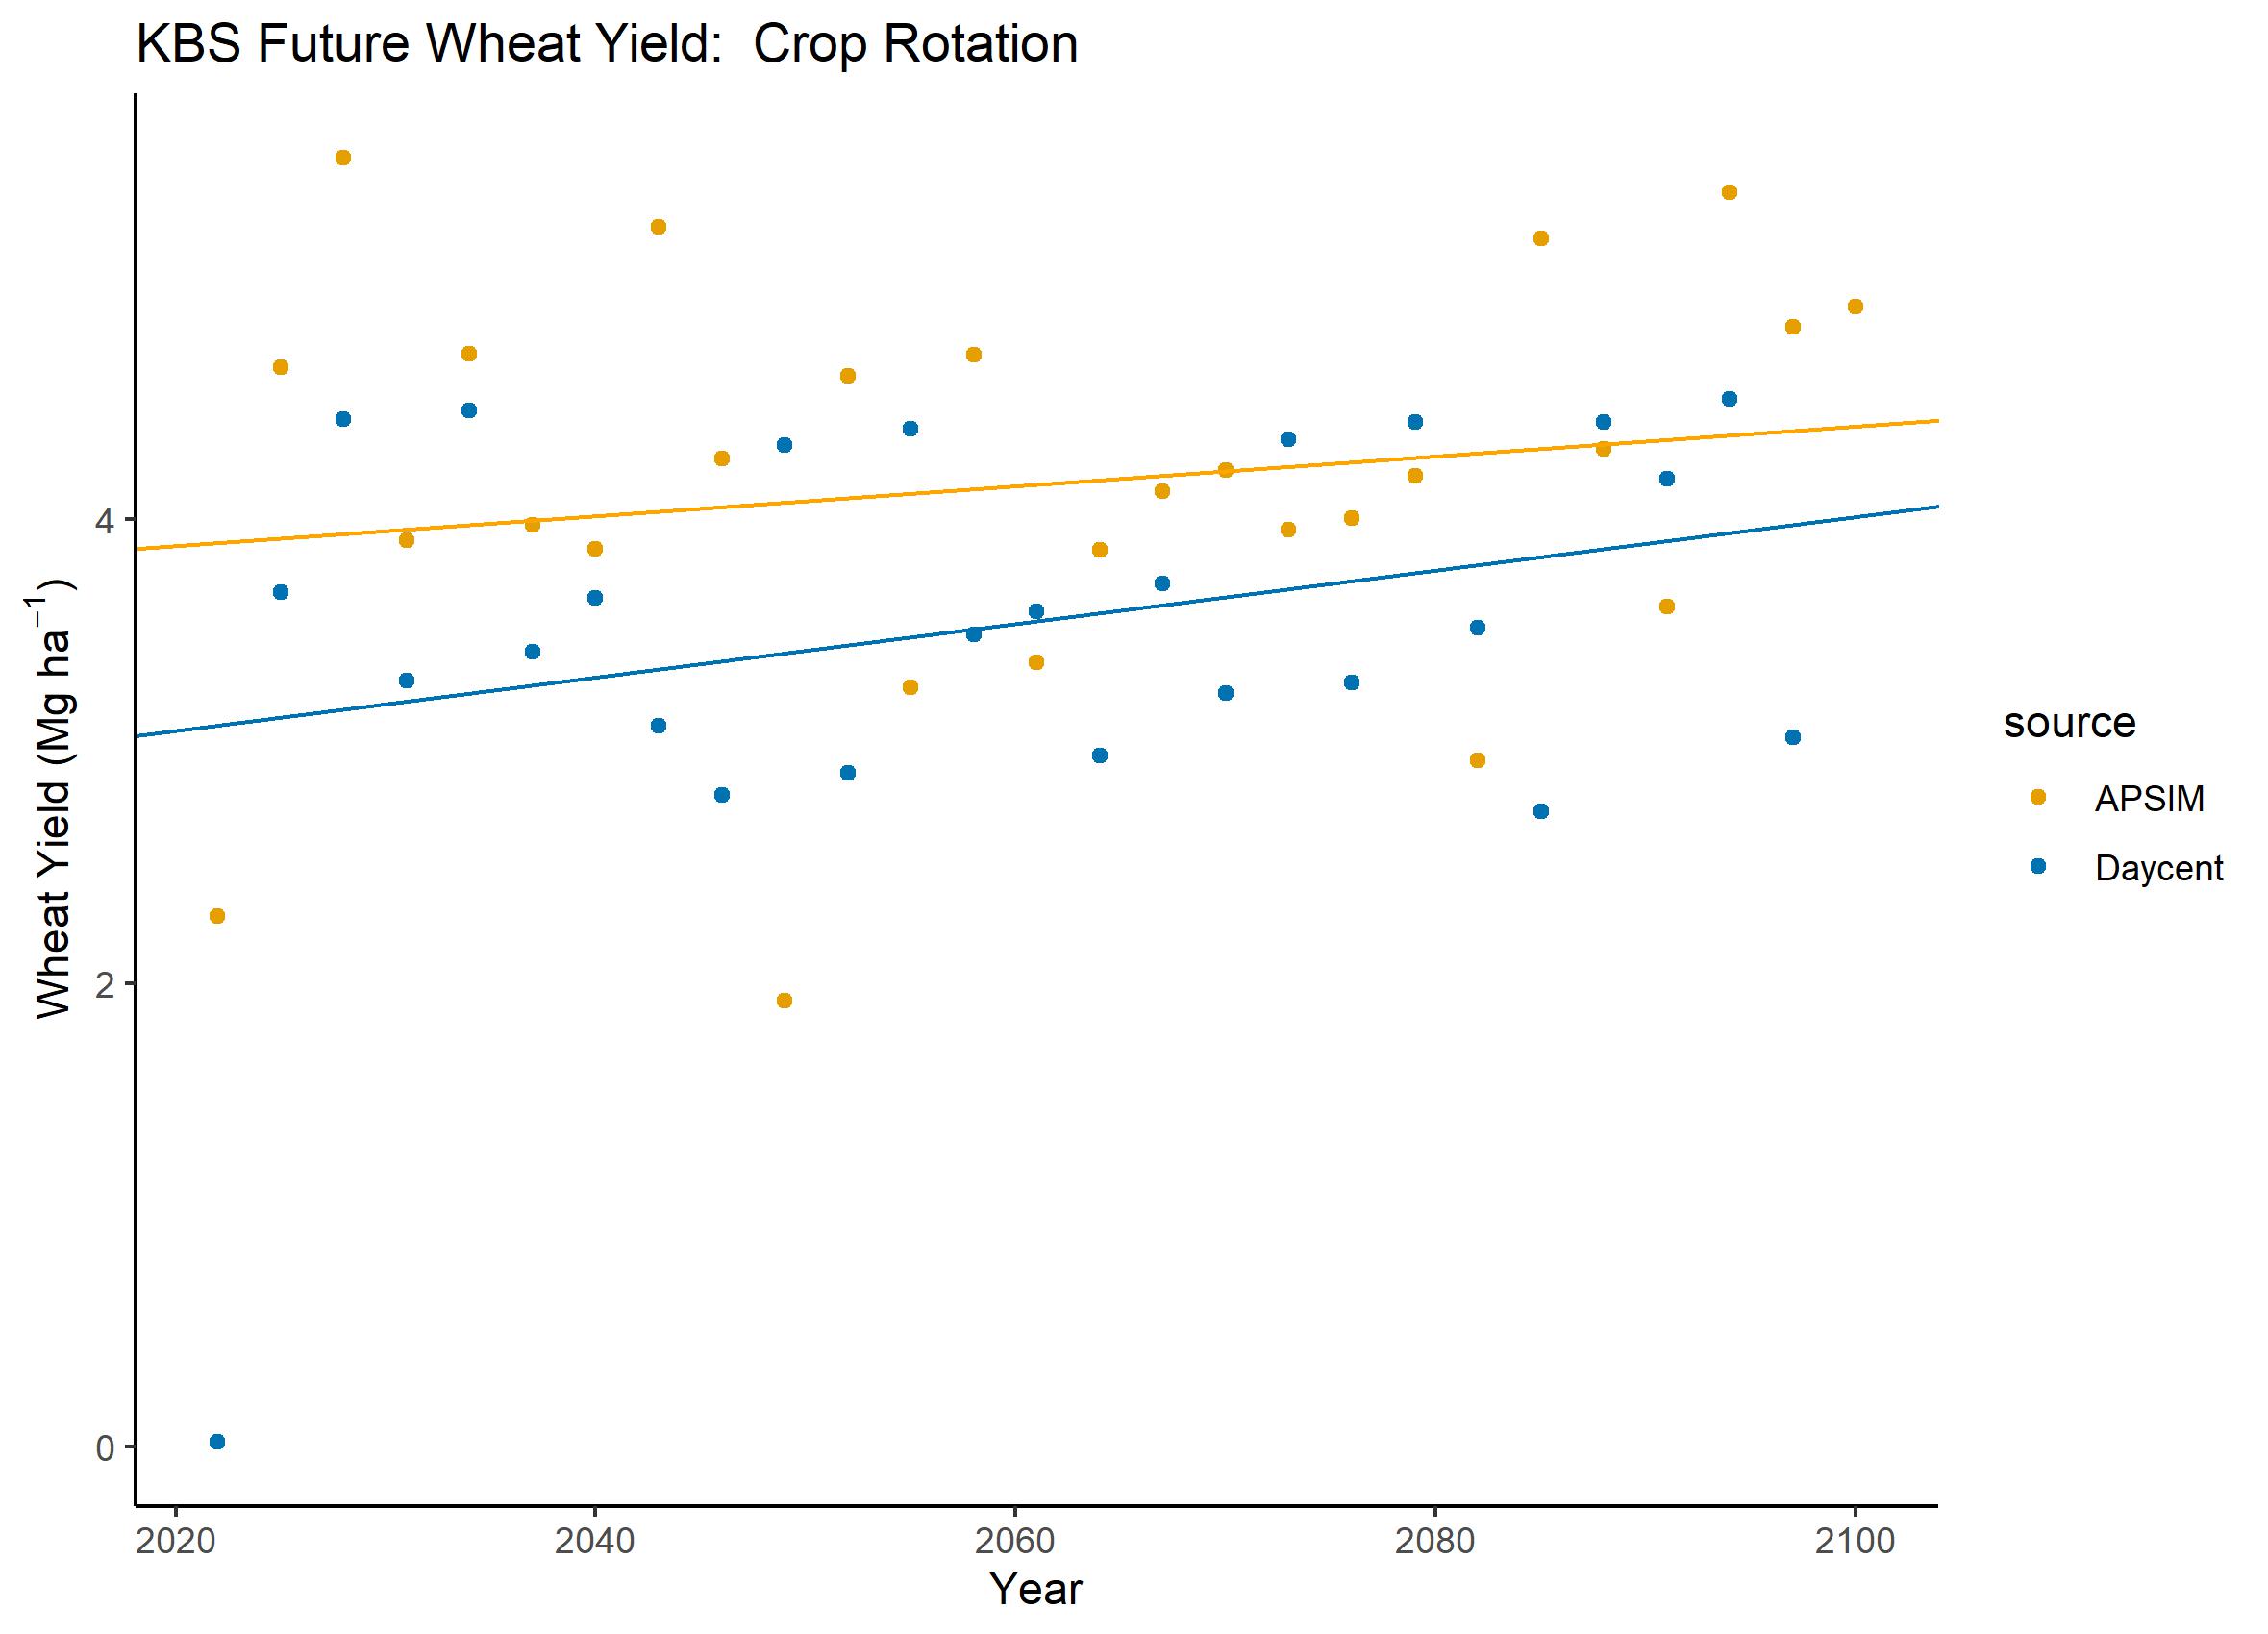 KBS Future Wheat Yield:  Crop Rotation
Wheat Yield (Mg ha⁻¹)
4
2
0
2020 2040 2060 2080 2100
Year
source
APSIM
Daycent